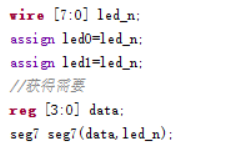 wire [7:0] led_n;
assign led0=led_n;
assign led1=led_n;
//获得需要
reg [3:0] data;
seg7 seg7(data,led_n);